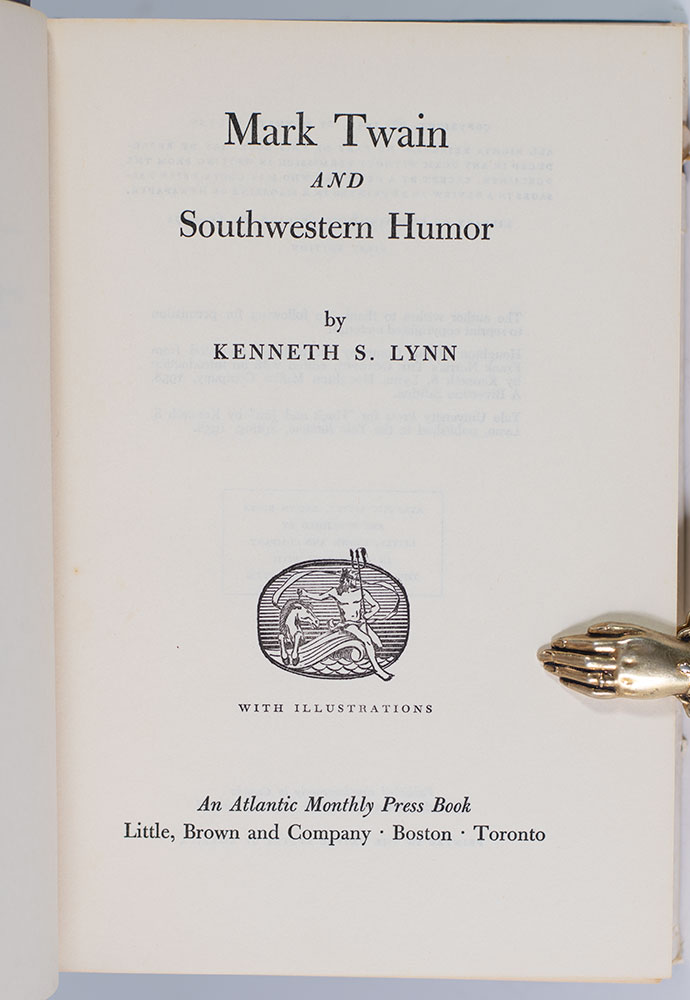 Mark Twain
AND
Southwestern Humor
by
KENNETH S. LYNN
WITH ILLUSTRATIONS
An Atlantic Monthly Press Book
Little, Brown and Company · Boston · Toronto